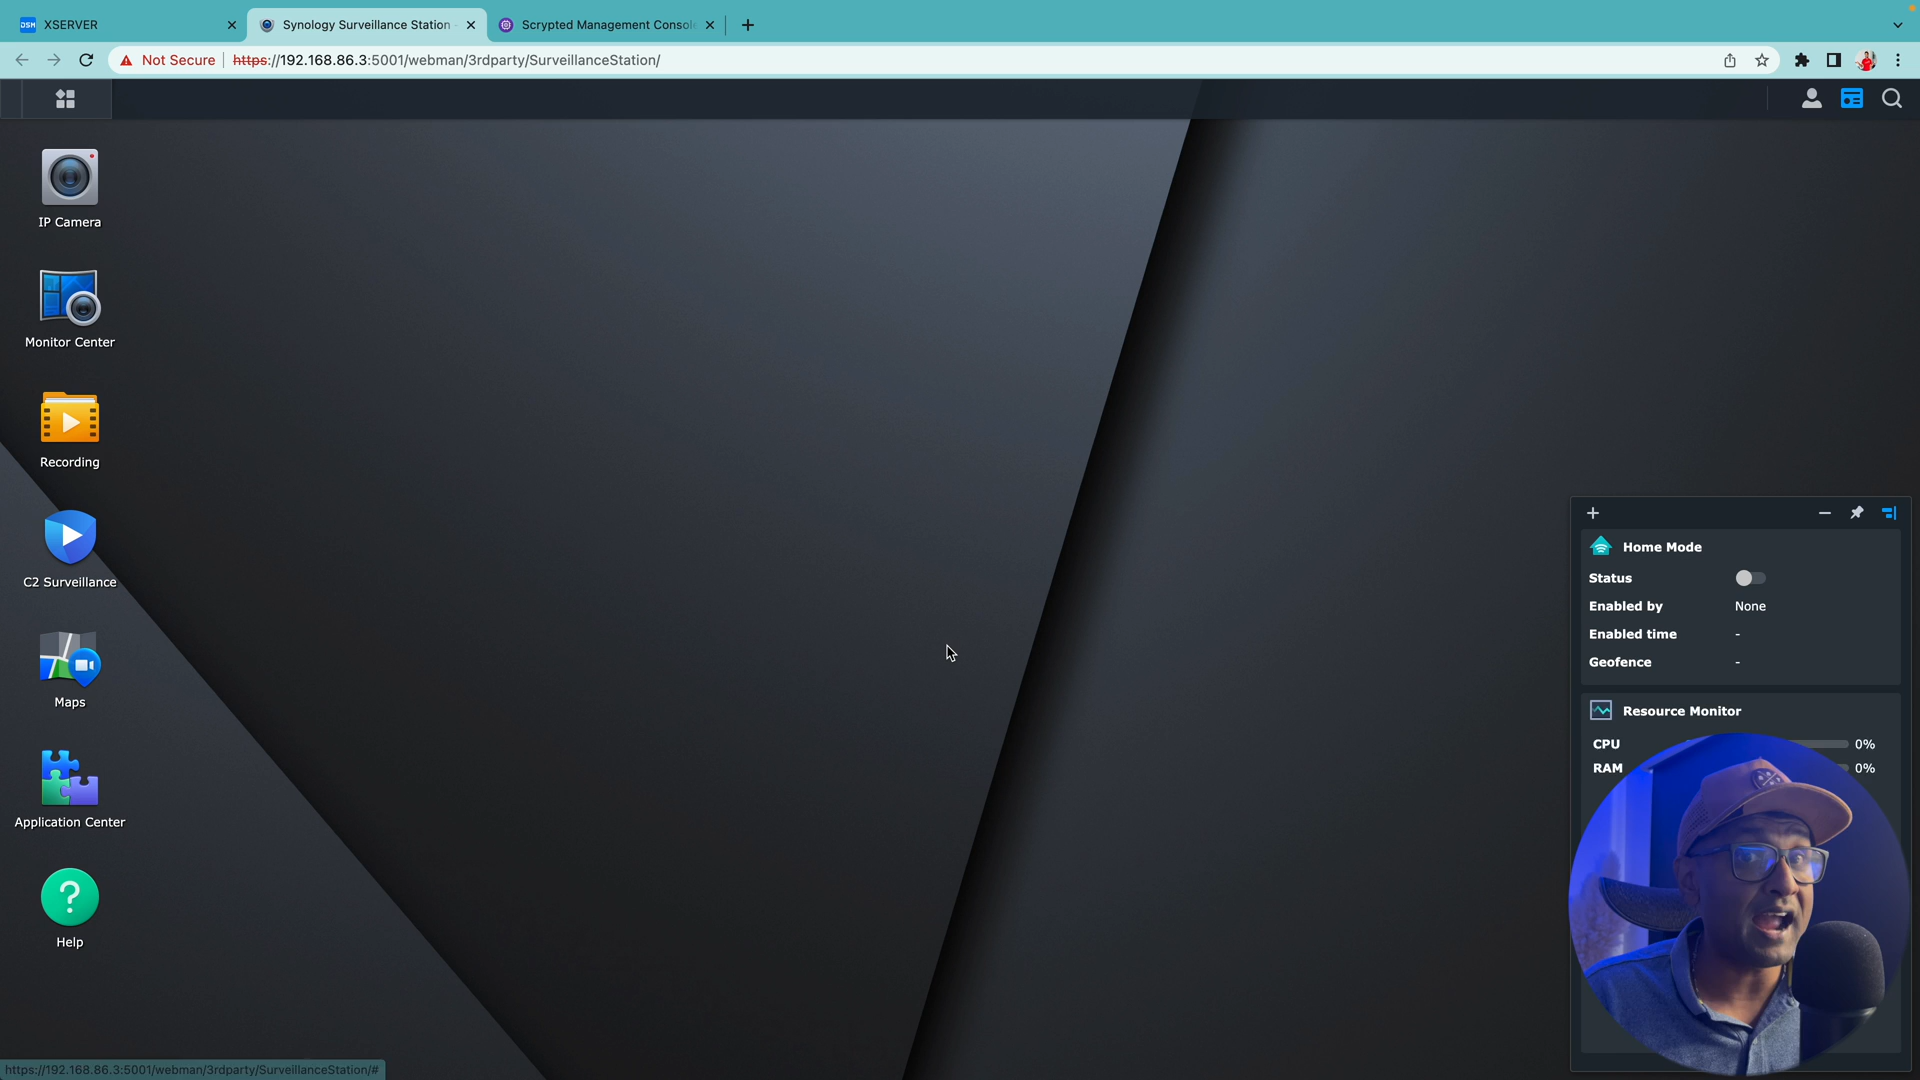 DSM XSERVER
Synology Surveillance Station -
Scrypted Management Consol
Not Secure https://192.168.86.3:5001/webman/3rdparty/SurveillanceStation/
IP Camera
Monitor Center
Recording
C2 Surveillance
Maps
Application Center
?
Help
Home Mode
Status
Enabled by None
Enabled time -
Geofence -
Resource Monitor
CPU 0%
RAM 0%
https://192.168.86.3:5001/webman/3rdparty/SurveillanceStation/#